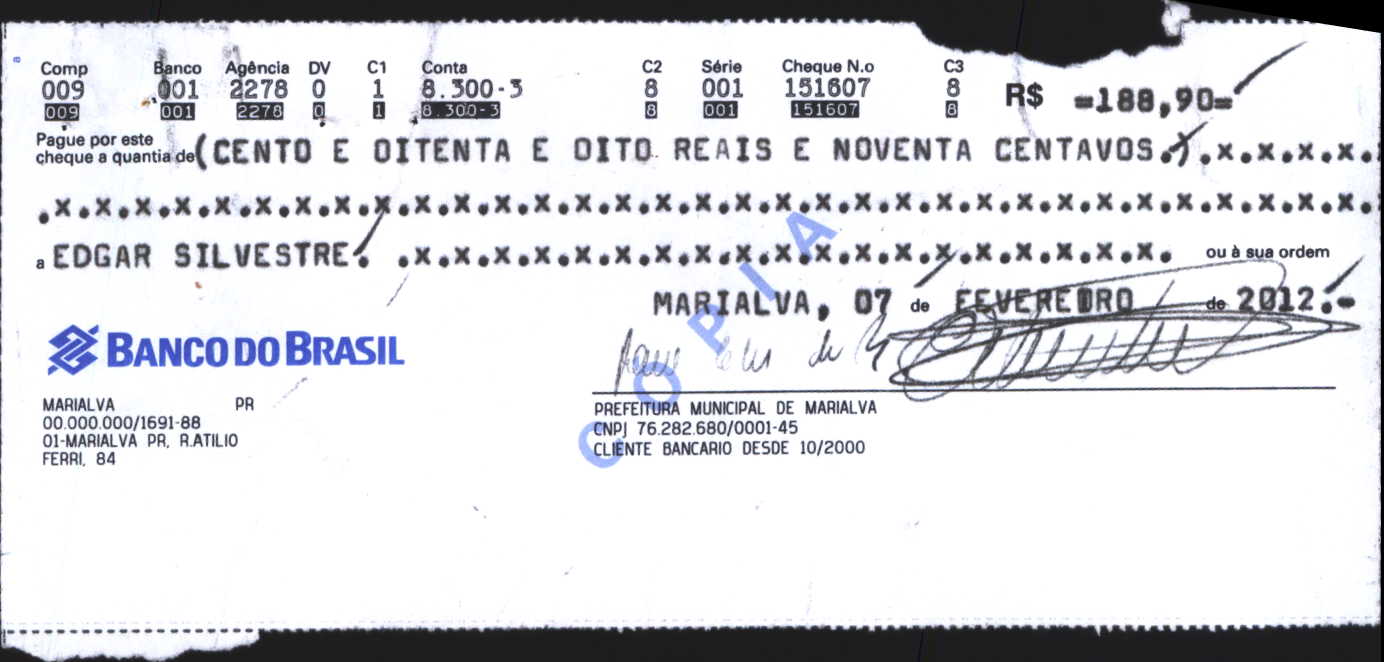 Comp Banco Agência DV C1 Conta C2 Série Cheque N.o C3
009 001 2278 0 1 8.300-3 8 001 151607 8 R$ =188,90=
009 001 2278 0 1 8.300-3 8 001 151607 8
Pague por este
cheque a quantia de (CENTO E OITENTA E OITO REAIS E NOVENTA CENTAVOS.).x.x.x.x.
.x.x.x.x.x.x.x.x.x.x.x.x.x.x.x.x.x.x.x.x.x.x.x.x.x.x.x.x.x.x.x.x.x.
a EDGAR SILVESTRE. .x.x.x.x.x.x.x.x.x.x.x.x.x.x.x.x.x.x.x. ou à sua ordem
MARIALVA, 07 de FEVEREIRO de 2012.-
BANCO DO BRASIL
COPIA
MARIALVA PR
00.000.000/1691-88
01-MARIALVA PR, R.ATILIO
FERRI, 84
PREFEITURA MUNICIPAL DE MARIALVA
CNPJ 76.282.680/0001-45
CLIENTE BANCARIO DESDE 10/2000